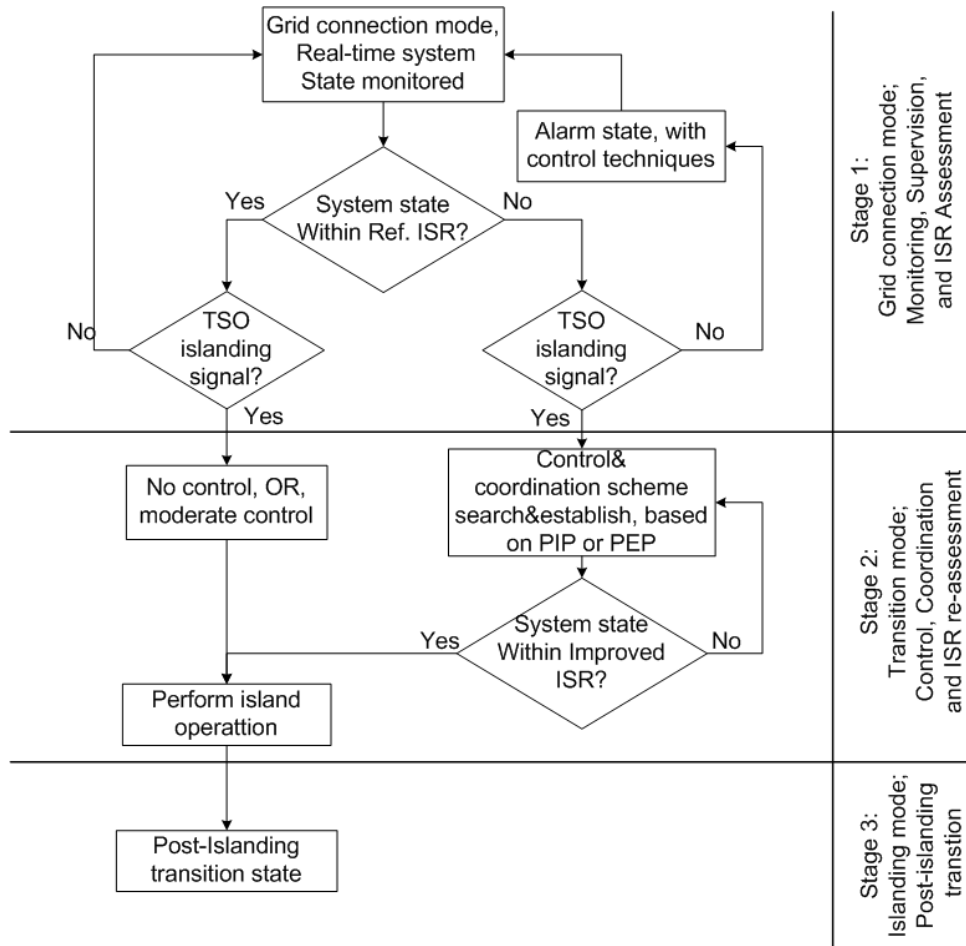 Grid connection mode,
Real-time system
State monitored
Alarm state, with
control techniques
Yes
No
System state
Within Ref. ISR?
No
TSO
islanding
signal?
Yes
TSO
islanding
signal?
No
Yes
Stage 1:
Grid connection mode;
Monitoring, Supervision,
and ISR Assessment
No control, OR,
moderate control
Control&
coordination scheme
search&establish, based
on PIP or PEP
Yes
System state
Within Improved
ISR?
No
Perform island
operattion
Stage 2:
Transition mode;
Control, Coordination
and ISR re-assessment
Post-Islanding
transition state
Stage 3:
Islanding mode;
Post-islanding
transtion